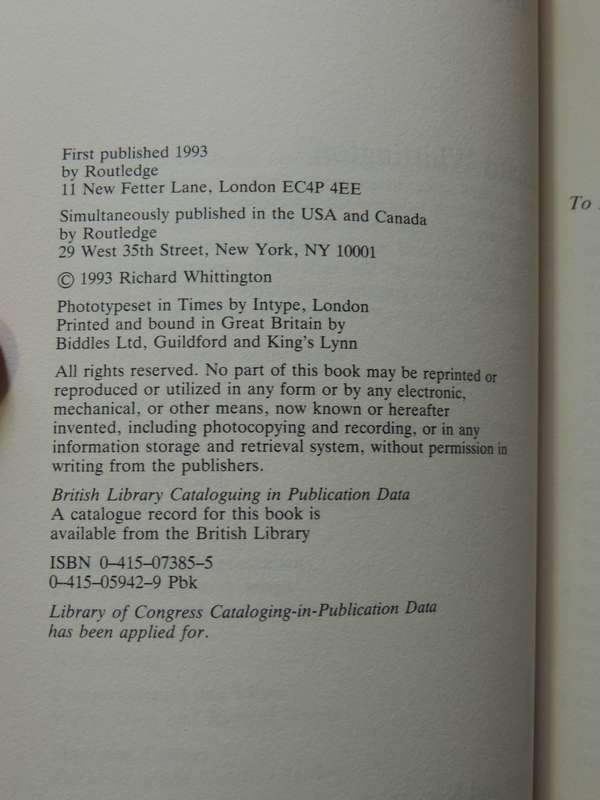 First published 1993
by Routledge
11 New Fetter Lane, London EC4P 4EE
Simultaneously published in the USA and Canada
by Routledge
29 West 35th Street, New York, NY 10001
© 1993 Richard Whittington
Phototypeset in Times by Intype, London
Printed and bound in Great Britain by
Biddles Ltd, Guildford and King's Lynn
All rights reserved. No part of this book may be reprinted or
reproduced or utilized in any form or by any electronic,
mechanical, or other means, now known or hereafter
invented, including photocopying and recording, or in any
information storage and retrieval system, without permission in
writing from the publishers.
British Library Cataloguing in Publication Data
A catalogue record for this book is
available from the British Library
ISBN 0–415–07385–5
0–415–05942–9 Pbk
Library of Congress Cataloging-in-Publication Data
has been applied for.
To